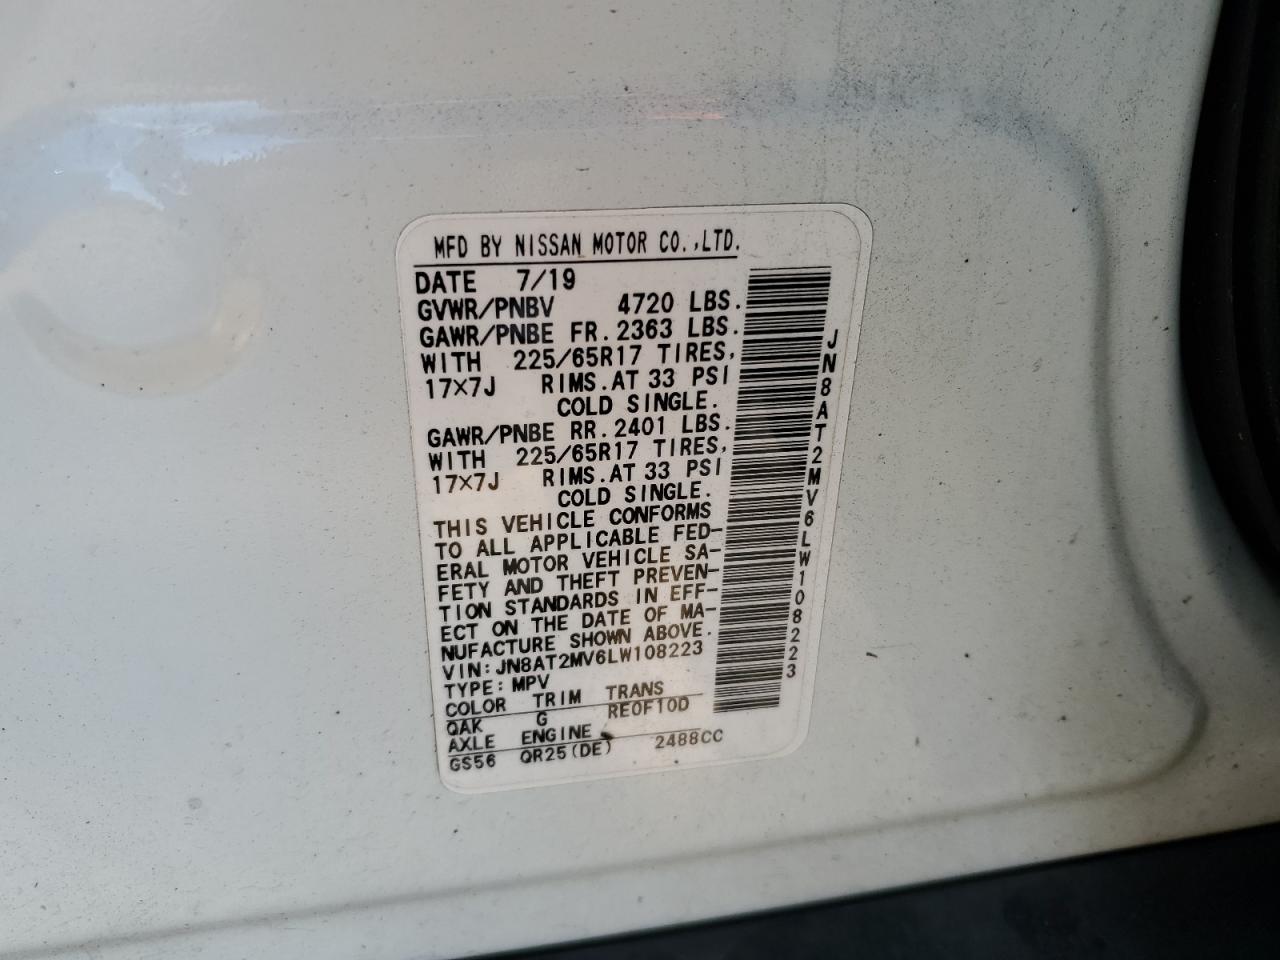 MFD BY NISSAN MOTOR CO.,LTD.
DATE 7/19
GVWR/PNBV 4720 LBS.
GAWR/PNBE FR.2363 LBS.
WITH 225/65R17 TIRES,
17×7J RIMS.AT 33 PSI
COLD SINGLE.
GAWR/PNBE RR.2401 LBS.
WITH 225/65R17 TIRES,
17×7J RIMS.AT 33 PSI
COLD SINGLE.
THIS VEHICLE CONFORMS
TO ALL APPLICABLE FED-
ERAL MOTOR VEHICLE SA-
FETY AND THEFT PREVEN-
TION STANDARDS IN EFF-
ECT ON THE DATE OF MA-
NUFACTURE SHOWN ABOVE.
VIN:JN8AT2MV6LW108223
TYPE:MPV
COLOR TRIM TRANS
QAK G RE0F10D
AXLE ENGINE
GS56 QR25(DE) 2488CC
JN8AT2MV6LW108223